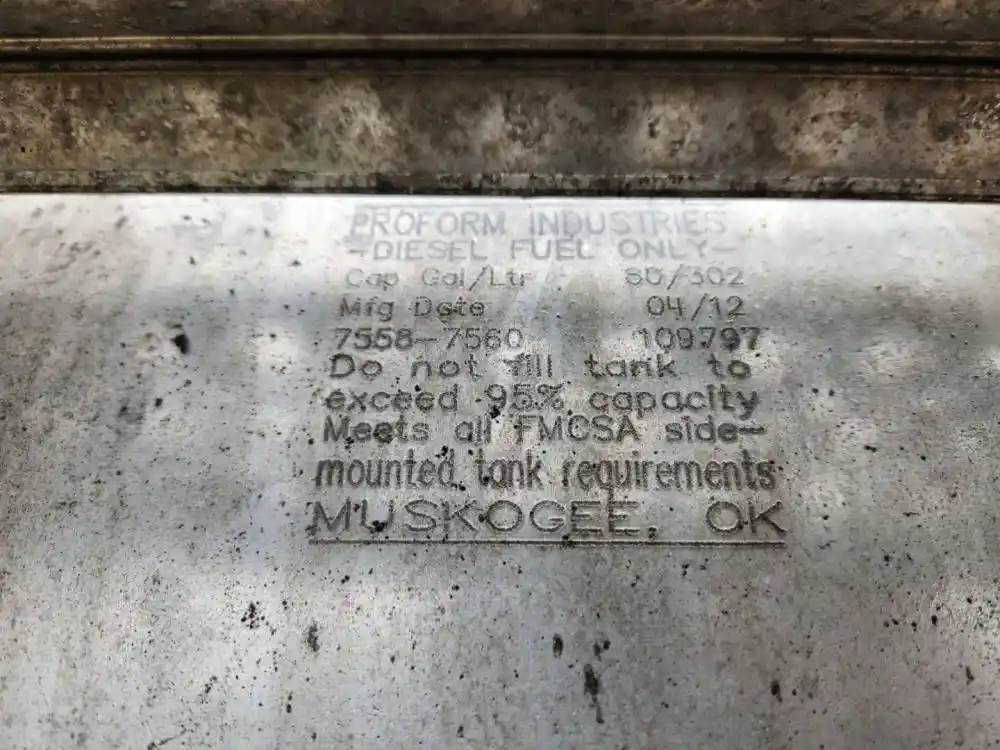 PROFORM INDUSTRIES
-DIESEL FUEL ONLY-
Cap Gal/Ltr 80/302
Mfg Date 04/12
7558-7560 109797
Do not fill tank to
exceed 95% capacity
Meets all FMCSA side-
mounted tank requirements
MUSKOGEE, OK